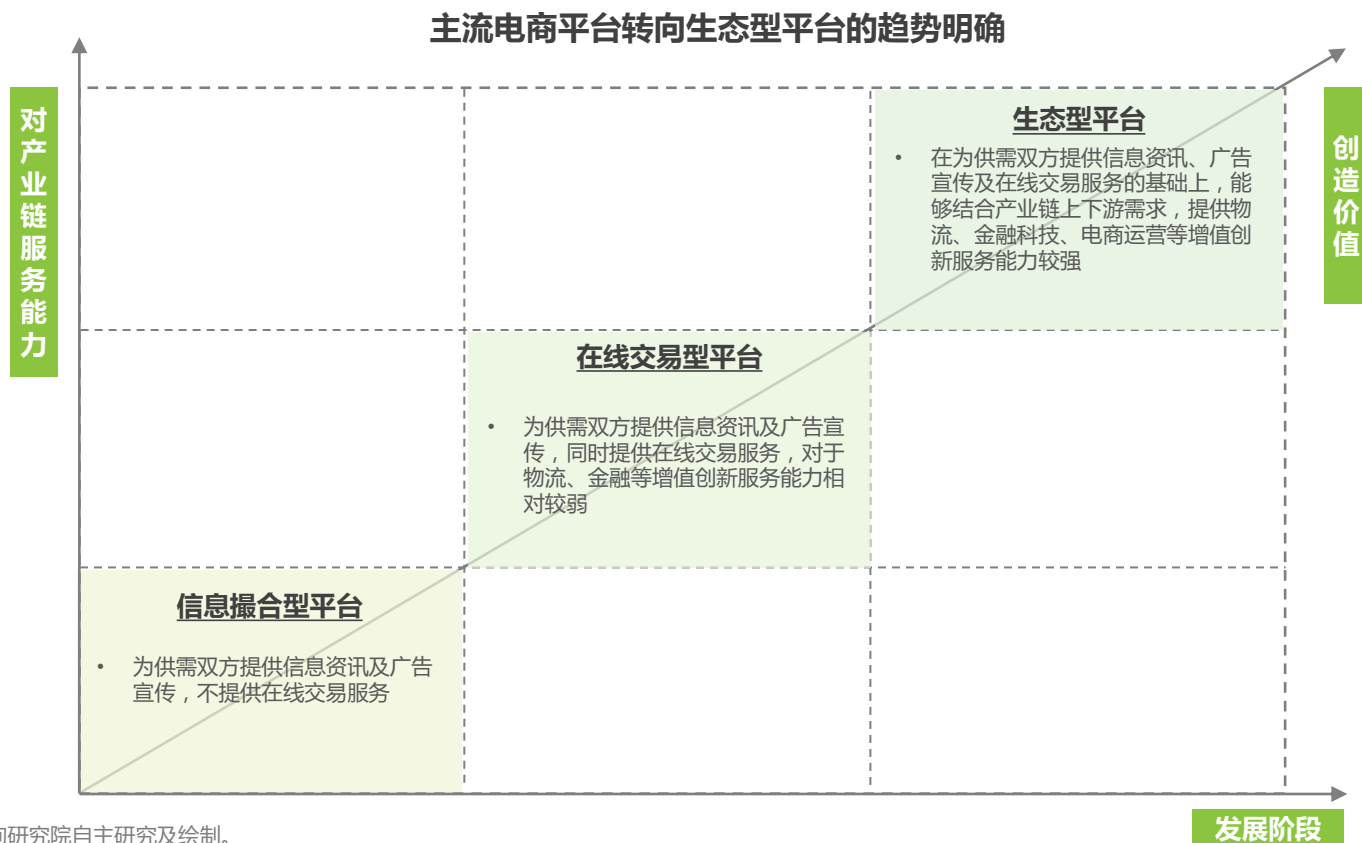 主流电商平台转向生态型平台的趋势明确
对产业链服务能力
创造价值
生态型平台
• 在为供需双方提供信息资讯、广告
宣传及在线交易服务的基础上，能
够结合产业链上下游需求，提供物
流、金融科技、电商运营等增值创
新服务能力较强
在线交易型平台
• 为供需双方提供信息资讯及广告宣
传，同时提供在线交易服务，对于
物流、金融等增值创新服务能力相
对较弱
信息撮合型平台
• 为供需双方提供信息资讯及广告
宣传，不提供在线交易服务
发展阶段
研究院自主研究及绘制。